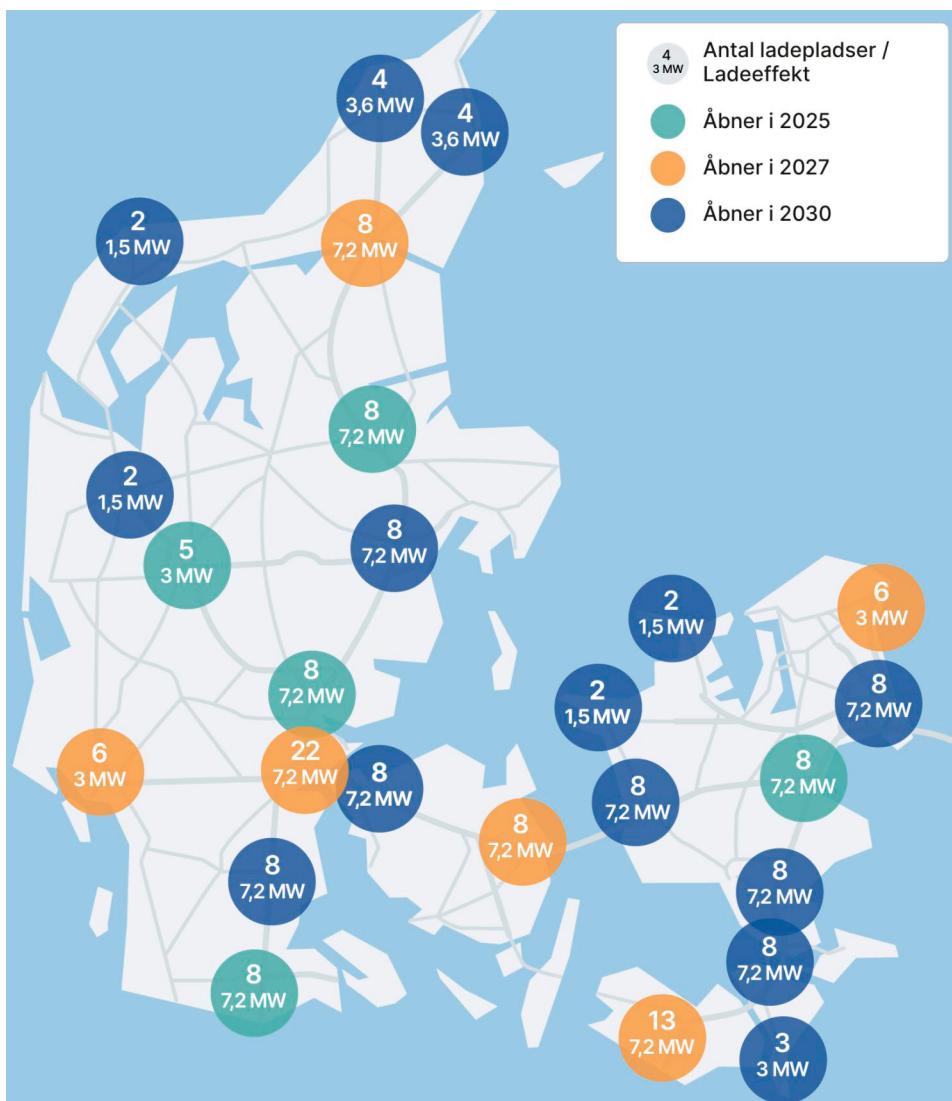 4
3 MW
Antal ladepladser /
Ladeeffekt
Åbner i 2025
Åbner i 2027
Åbner i 2030
4
3,6 MW
4
3,6 MW
2
1,5 MW
8
7,2 MW
8
7,2 MW
2
1,5 MW
8
7,2 MW
5
3 MW
6
3 MW
2
1,5 MW
8
7,2 MW
2
1,5 MW
8
7,2 MW
6
3 MW
22
7,2 MW
8
7,2 MW
8
7,2 MW
8
7,2 MW
8
7,2 MW
8
7,2 MW
8
7,2 MW
8
7,2 MW
8
7,2 MW
13
7,2 MW
3
3 MW